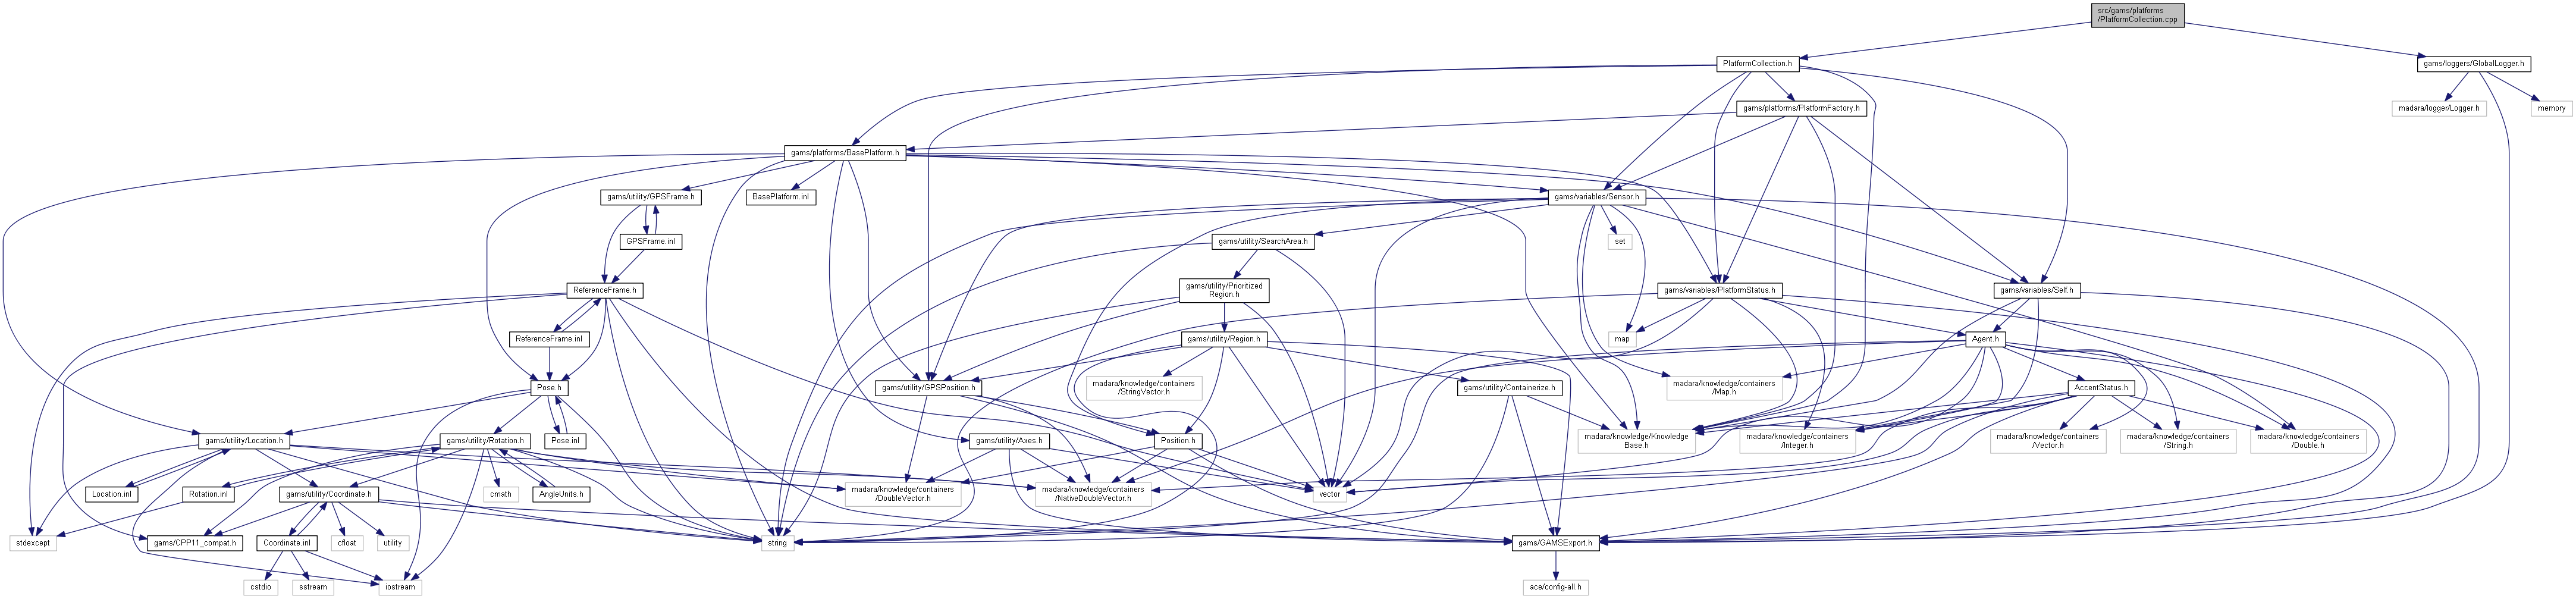 src/gams/platforms
/PlatformCollection.cpp
PlatformCollection.h
gams/loggers/GlobalLogger.h
gams/platforms/PlatformFactory.h
madara/logger/Logger.h
memory
gams/platforms/BasePlatform.h
gams/utility/GPSFrame.h
BasePlatform.inl
gams/variables/Sensor.h
GPSFrame.inl
gams/utility/SearchArea.h
set
ReferenceFrame.h
gams/utility/Prioritized
Region.h
gams/variables/PlatformStatus.h
gams/variables/Self.h
ReferenceFrame.inl
gams/utility/Region.h
map
Agent.h
Pose.h
gams/utility/GPSPosition.h
madara/knowledge/containers
/StringVector.h
gams/utility/Containerize.h
madara/knowledge/containers
/Map.h
AccentStatus.h
gams/utility/Location.h
gams/utility/Rotation.h
Pose.inl
gams/utility/Axes.h
Position.h
madara/knowledge/Knowledge
Base.h
madara/knowledge/containers
/Integer.h
madara/knowledge/containers
/Vector.h
madara/knowledge/containers
/String.h
madara/knowledge/containers
/Double.h
Location.inl
Rotation.inl
gams/utility/Coordinate.h
cmath
AngleUnits.h
madara/knowledge/containers
/DoubleVector.h
madara/knowledge/containers
/NativeDoubleVector.h
vector
stdexcept
gams/CPP11_compat.h
Coordinate.inl
cfloat
utility
string
gams/GAMSExport.h
cstdio
sstream
iostream
ace/config-all.h